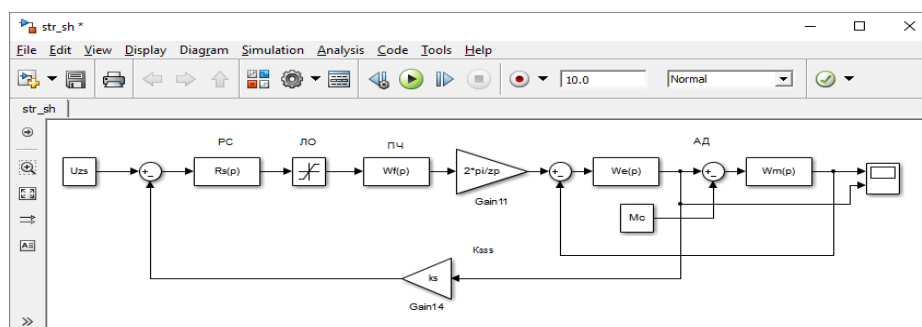 str_sh *
File Edit View Display Diagram Simulation Analysis Code Tools Help
10.0 Normal
str_sh
РС ЛО ПЧ АД
Uzs Rs(p) Wf(p) 2*pi/zp We(p) Wm(p)
Gain11
Mc
Kзss
ks
Gain14